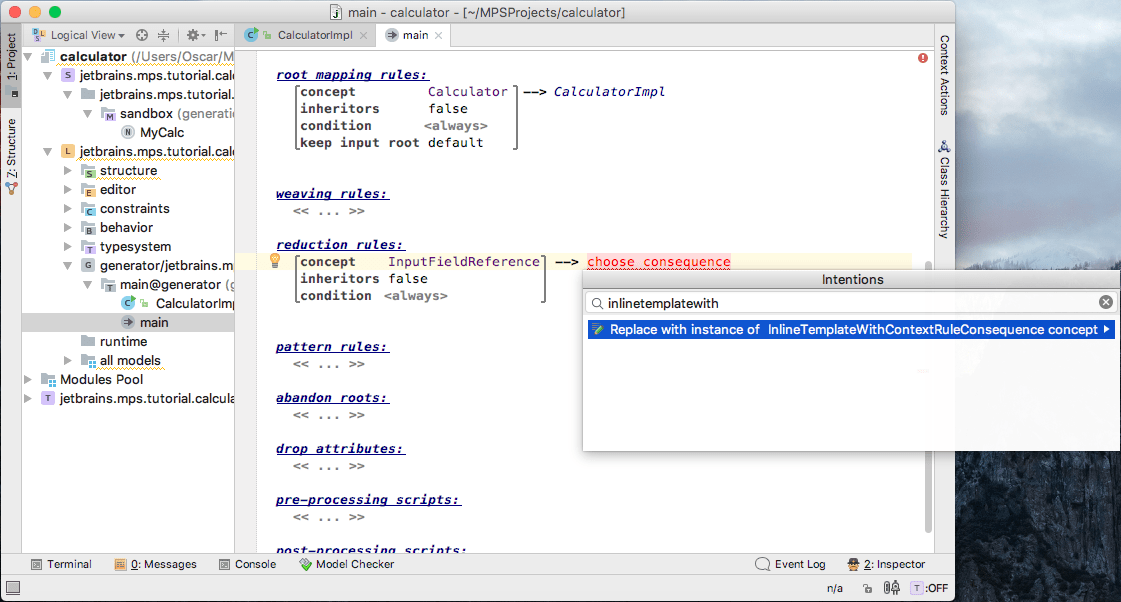 main - calculator - [~/MPSProjects/calculator]
Logical View
CalculatorImpl
main
1: Project
7: Structure
calculator (/Users/Oscar/M
jetbrains.mps.tutorial.calc
jetbrains.mps.tutorial.
sandbox (generati
MyCalc
jetbrains.mps.tutorial.calc
structure
editor
constraints
behavior
typesystem
generator/jetbrains.m
main@generator (g
CalculatorImp
main
runtime
all models
Modules Pool
jetbrains.mps.tutorial.calcula
root mapping rules:
concept Calculator --> CalculatorImpl
inheritors false
condition <always>
keep input root default
weaving rules:
<< ... >>
reduction rules:
concept InputFieldReference --> choose consequence
inheritors false
condition <always>
pattern rules:
<< ... >>
abandon roots:
<< ... >>
drop attributes:
<< ... >>
pre-processing scripts:
<< ... >>
post-processing scripts:
Intentions
inlinetemplatewith
Replace with instance of InlineTemplateWithContextRuleConsequence concept
Context Actions
Class Hierarchy
Terminal
0: Messages
Console
Model Checker
Event Log
2: Inspector
n/a
T :OFF